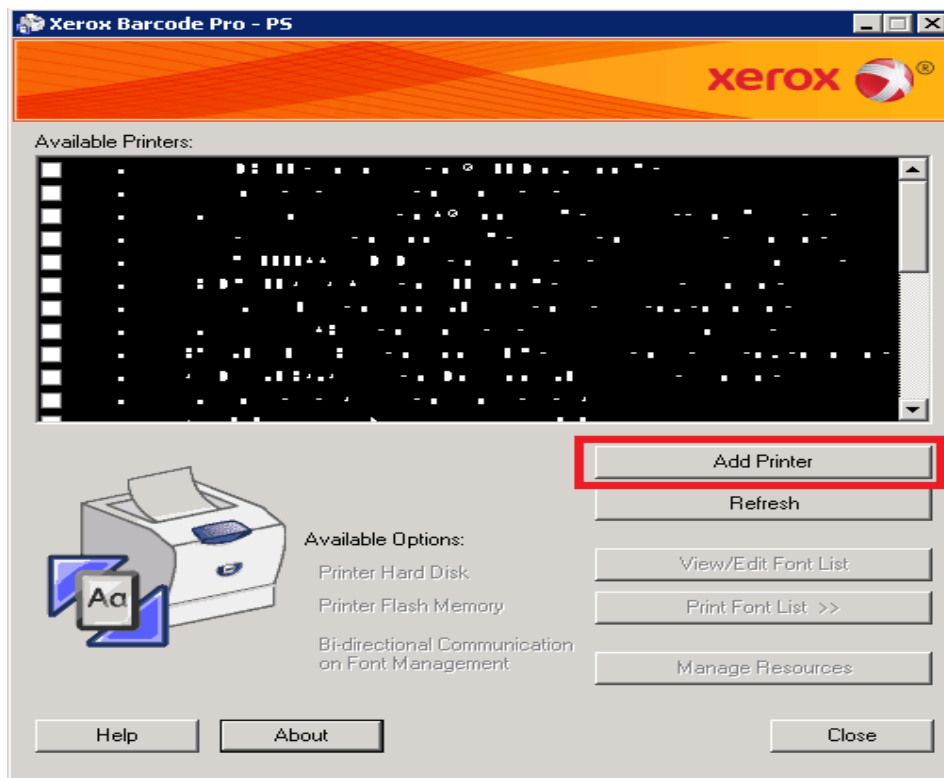 Xerox Barcode Pro - PS
xerox ®
Available Printers:
Add Printer
Refresh
Available Options:
Printer Hard Disk
View/Edit Font List
Printer Flash Memory
Print Font List >>
Bi-directional Communication
on Font Management
Manage Resources
Aa
Help
About
Close